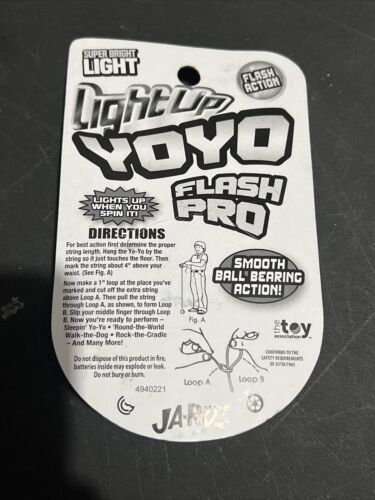 SUPER BRIGHT
LIGHT
FLASH
ACTION
Light Up
YOYO
FLASH
PRO
LIGHTS UP
WHEN YOU
SPIN IT!
DIRECTIONS
For best action first determine the proper
string length. Hang the Yo-Yo by the
string so it just touches the floor. Then
mark the string about 4" above your
waist. (See Fig. A)
SMOOTH
BALL BEARING
ACTION!
Now make a 1" loop at the place you've
marked and cut off the extra string
above Loop A. Then pull the string
through Loop A, as shown, to form Loop
B. Slip your middle finger through Loop
B. Now you're ready to perform –
Sleepin' Yo-Yo • 'Round-the-World
Walk-the-Dog • Rock-the-Cradle
– And Many More!
Fig. A
the toy
association
CONFORMS TO THE
SAFETY REQUIREMENTS
OF ASTM F963
Do not dispose of this product in fire,
batteries inside may explode or leak.
Do not bury or burn.
Loop A
Loop B
4940221
JA-RU